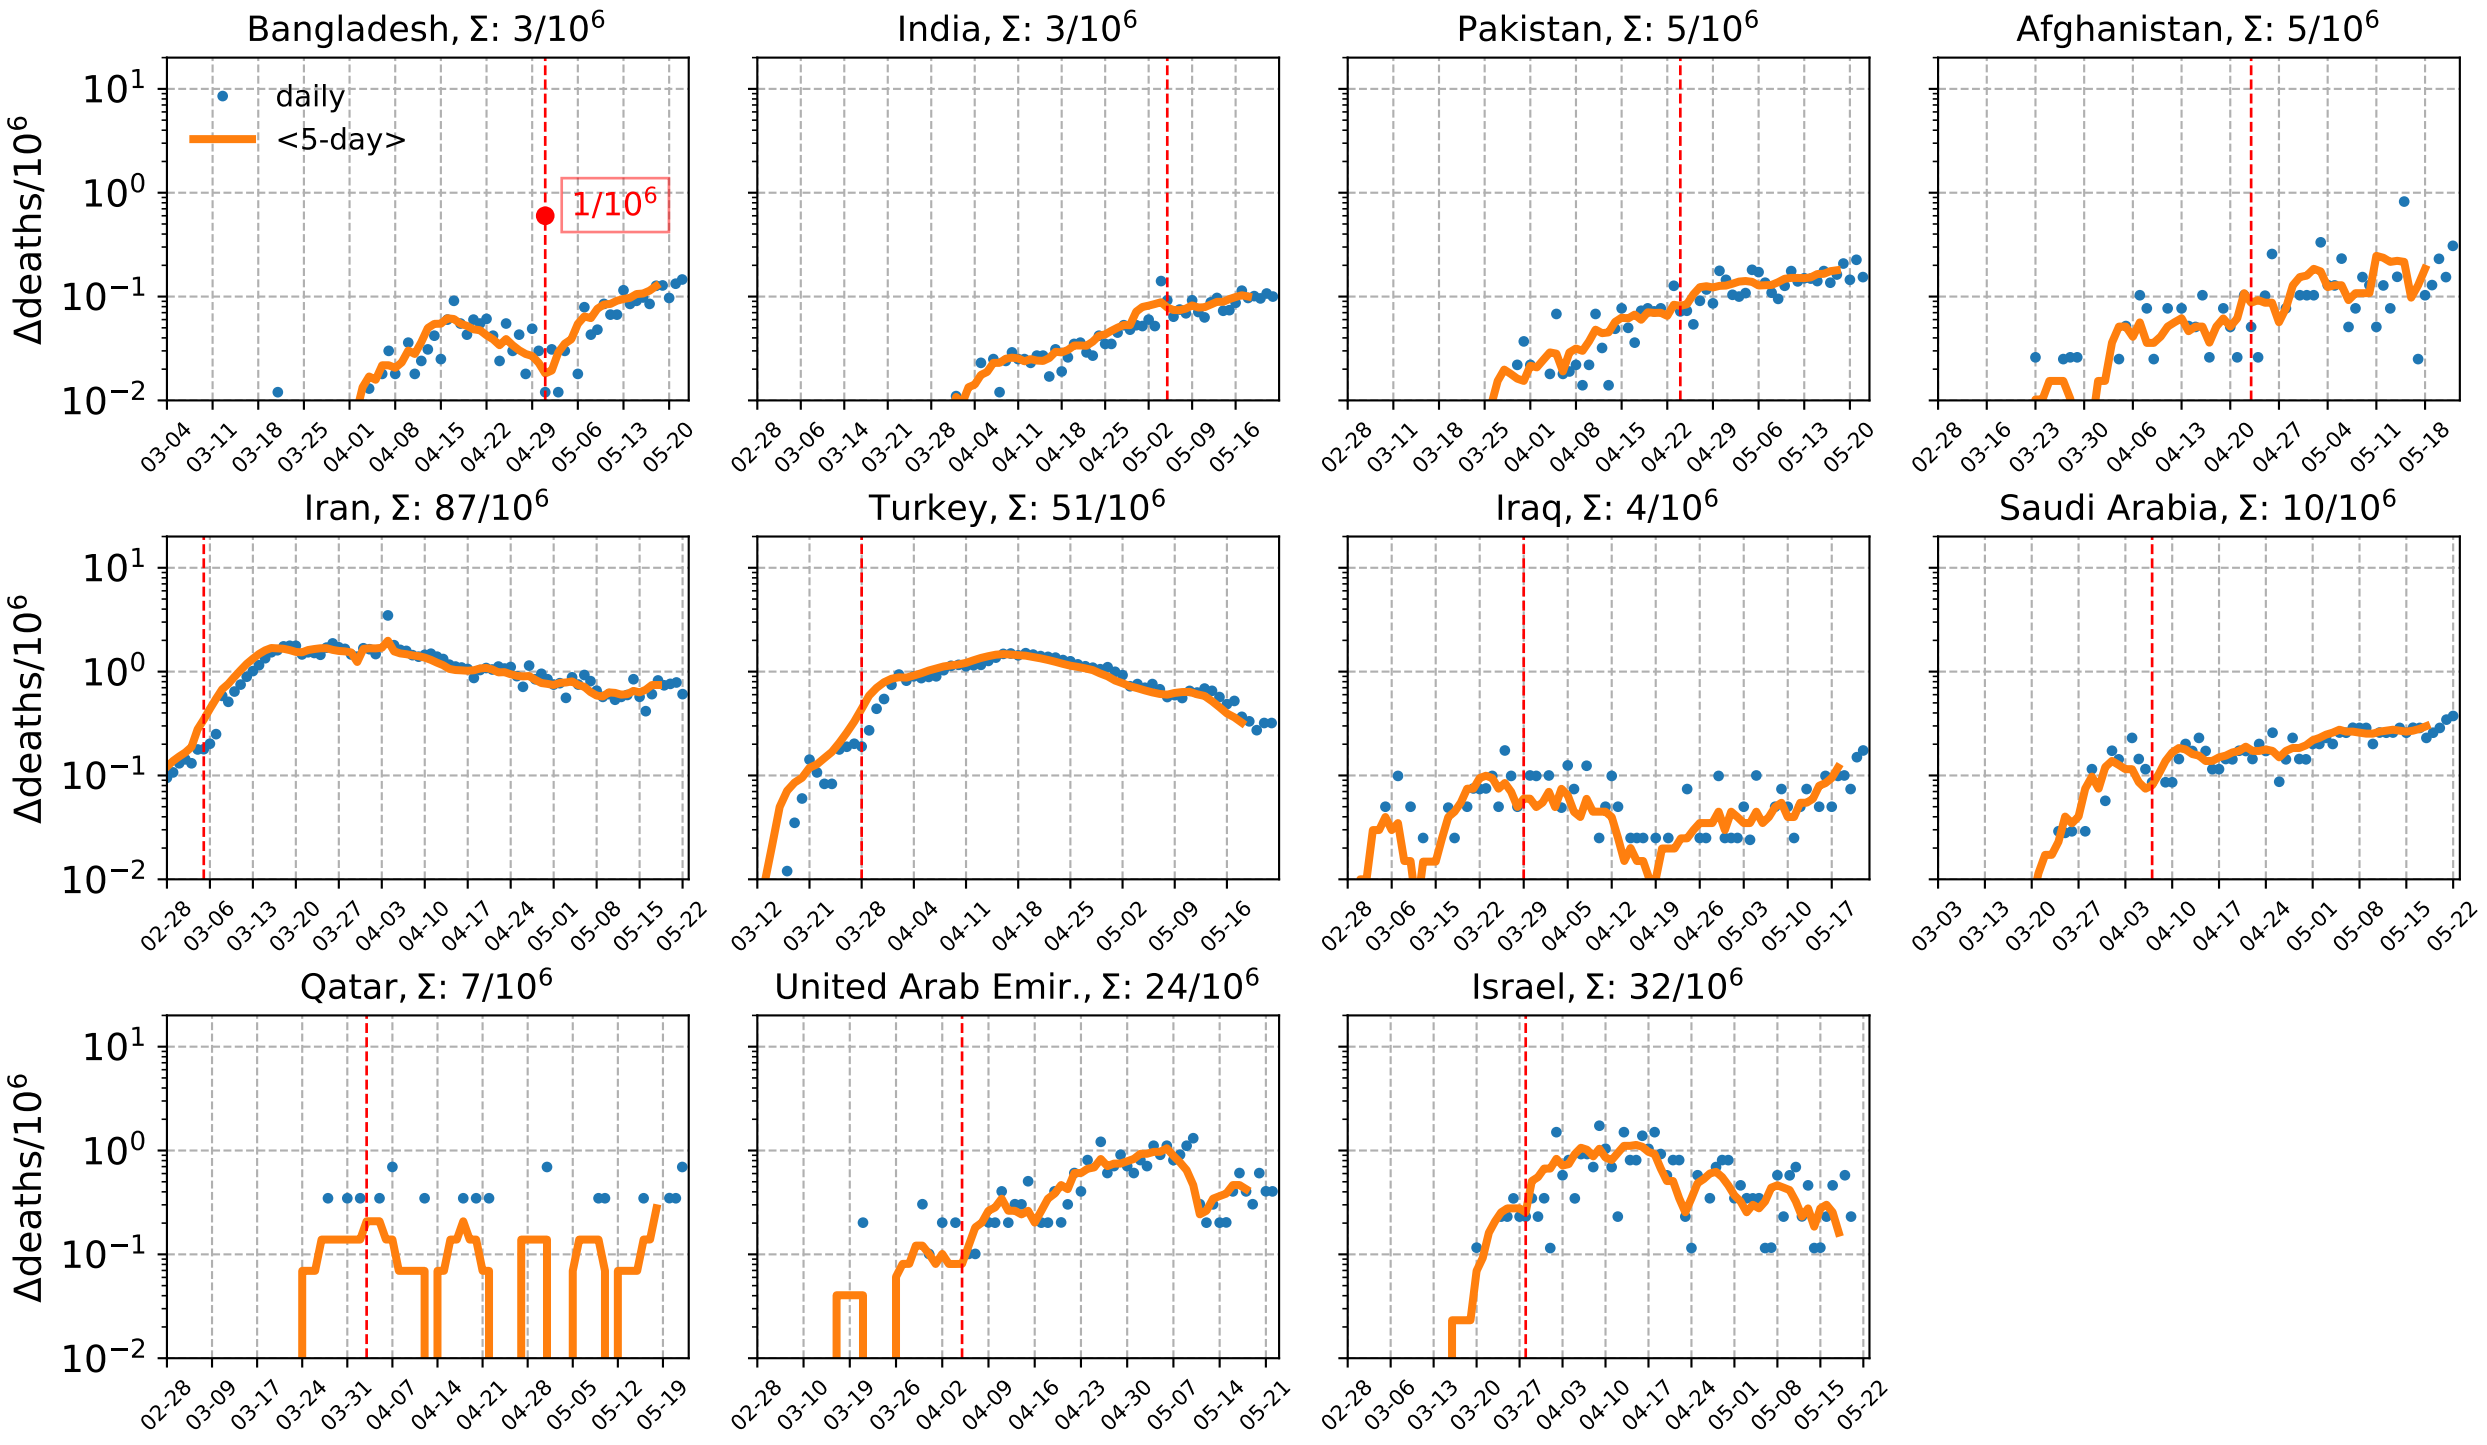 Bangladesh, Σ: 3/10⁶
India, Σ: 3/10⁶
Pakistan, Σ: 5/10⁶
Afghanistan, Σ: 5/10⁶
Δdeaths/10⁶
10¹
10⁰
10⁻¹
10⁻²
daily
<5-day>
1/10⁶
03-04 03-11 03-18 03-25 04-01 04-08 04-15 04-22 04-29 05-06 05-13 05-20
02-28 03-06 03-14 03-21 03-28 04-04 04-11 04-18 04-25 05-02 05-09 05-16
02-28 03-11 03-18 03-25 04-01 04-08 04-15 04-22 04-29 05-06 05-13 05-20
02-28 03-16 03-23 03-30 04-06 04-13 04-20 04-27 05-04 05-11 05-18
Iran, Σ: 87/10⁶
Turkey, Σ: 51/10⁶
Iraq, Σ: 4/10⁶
Saudi Arabia, Σ: 10/10⁶
Δdeaths/10⁶
10¹
10⁰
10⁻¹
10⁻²
02-28 03-06 03-13 03-20 03-27 04-03 04-10 04-17 04-24 05-01 05-08 05-15 05-22
03-12 03-21 03-28 04-04 04-11 04-18 04-25 05-02 05-09 05-16
02-28 03-06 03-15 03-22 03-29 04-05 04-12 04-19 04-26 05-03 05-10 05-17
03-03 03-13 03-20 03-27 04-03 04-10 04-17 04-24 05-01 05-08 05-15 05-22
Qatar, Σ: 7/10⁶
United Arab Emir., Σ: 24/10⁶
Israel, Σ: 32/10⁶
Δdeaths/10⁶
10¹
10⁰
10⁻¹
10⁻²
02-28 03-09 03-17 03-24 03-31 04-07 04-14 04-21 04-28 05-05 05-12 05-19
02-28 03-10 03-19 03-26 04-02 04-09 04-16 04-23 04-30 05-07 05-14 05-21
02-28 03-06 03-13 03-20 03-27 04-03 04-10 04-17 04-24 05-01 05-08 05-15 05-22